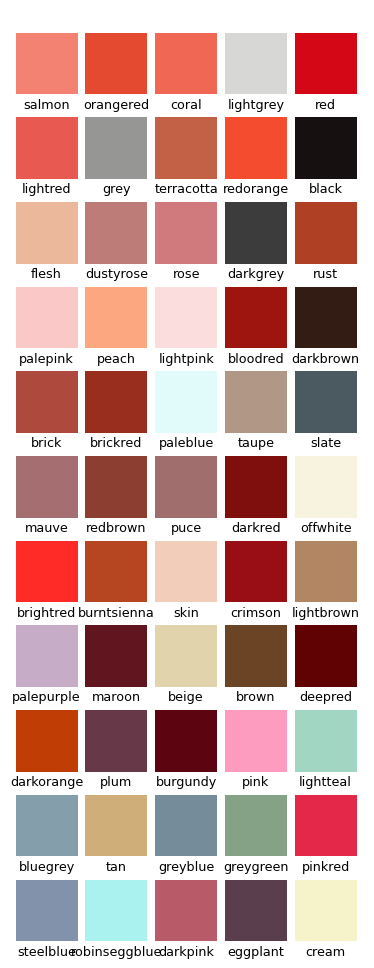 salmon orangered coral lightgrey red
lightred grey terracotta redorange black
flesh dustyrose rose darkgrey rust
palepink peach lightpink bloodred darkbrown
brick brickred paleblue taupe slate
mauve redbrown puce darkred offwhite
brightred burntsienna skin crimson lightbrown
palepurple maroon beige brown deepred
darkorange plum burgundy pink lightteal
bluegrey tan greyblue greygreen pinkred
steelblue robinseggblue darkpink eggplant cream